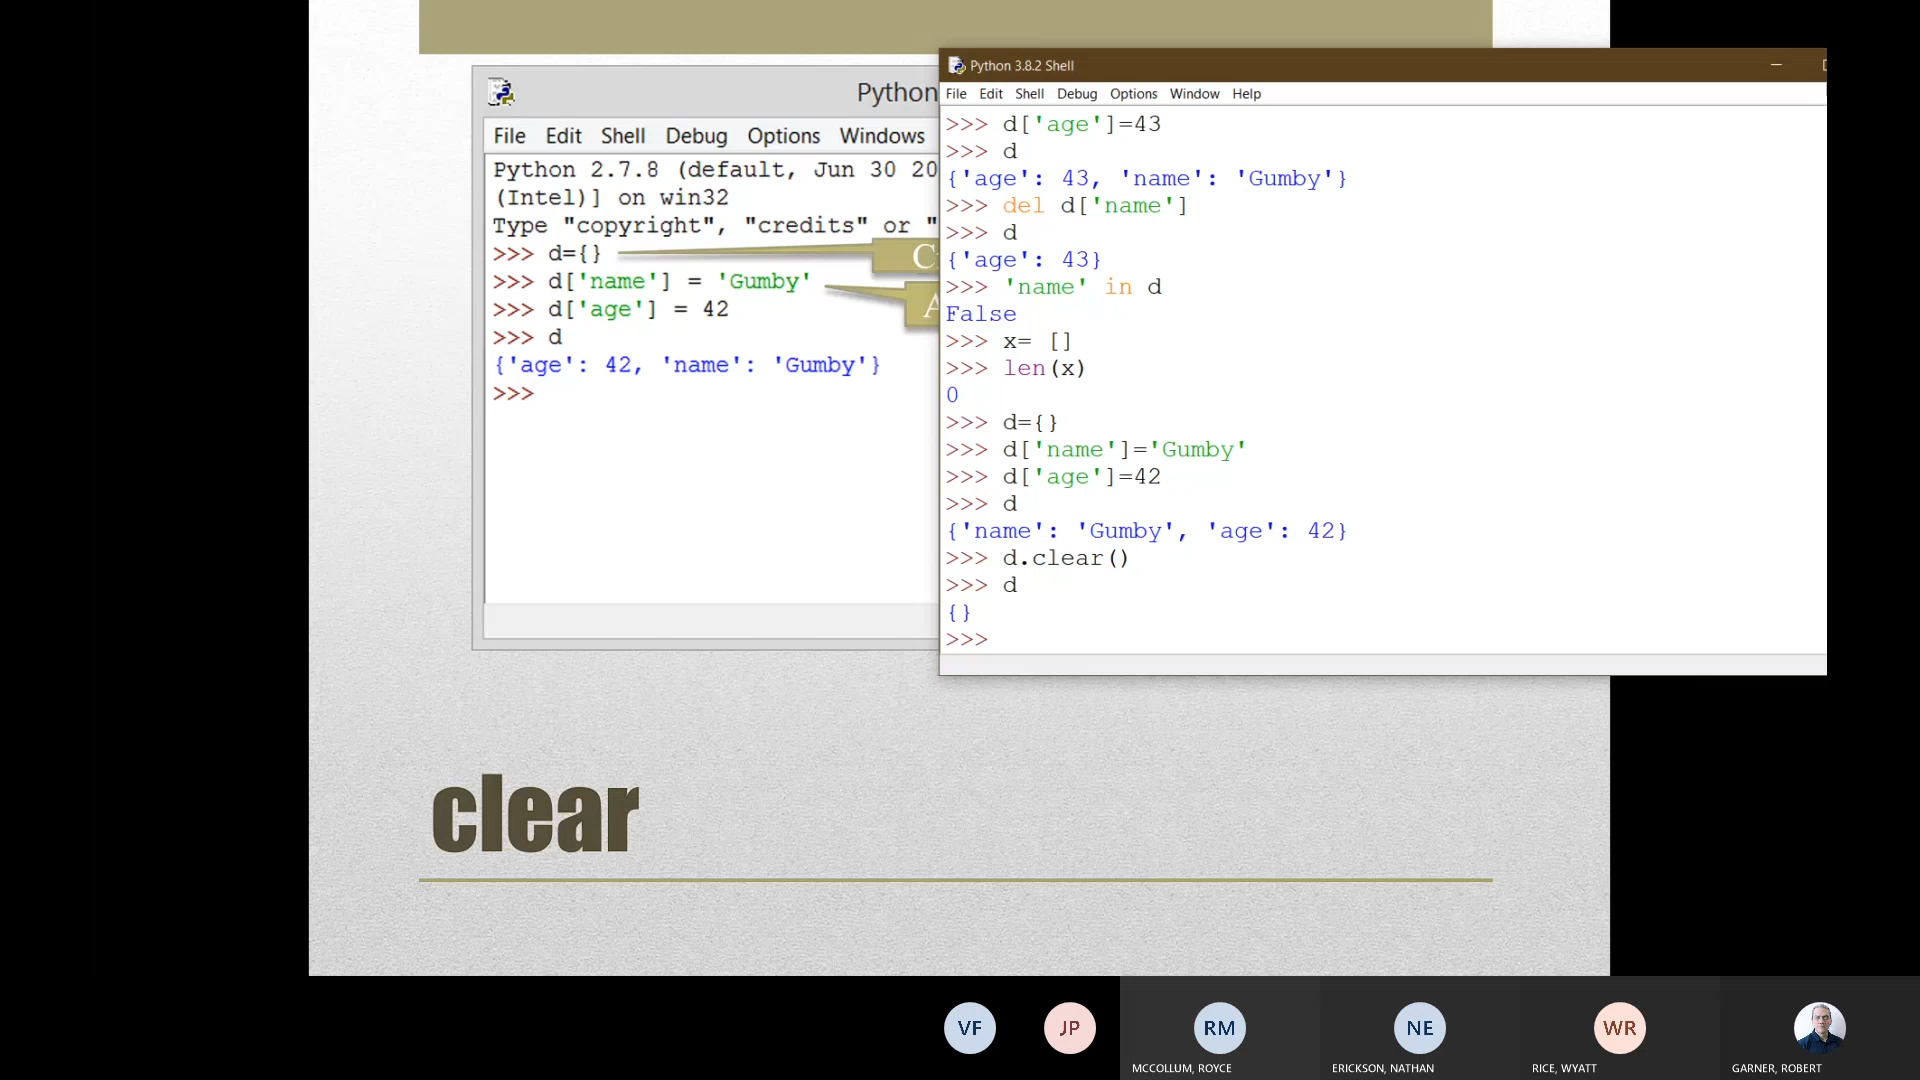 Python
File Edit Shell Debug Options Windows
Python 2.7.8 (default, Jun 30 20
(Intel)] on win32
Type "copyright", "credits" or "
>>> d={}
>>> d['name'] = 'Gumby'
>>> d['age'] = 42
>>> d
{'age': 42, 'name': 'Gumby'}
>>>
C
A
Python 3.8.2 Shell
File Edit Shell Debug Options Window Help
>>> d['age']=43
>>> d
{'age': 43, 'name': 'Gumby'}
>>> del d['name']
>>> d
{'age': 43}
>>> 'name' in d
False
>>> x= []
>>> len(x)
0
>>> d={}
>>> d['name']='Gumby'
>>> d['age']=42
>>> d
{'name': 'Gumby', 'age': 42}
>>> d.clear()
>>> d
{}
>>>
clear
VF JP RM NE WR
MCCOLLUM, ROYCE ERICKSON, NATHAN RICE, WYATT GARNER, ROBERT